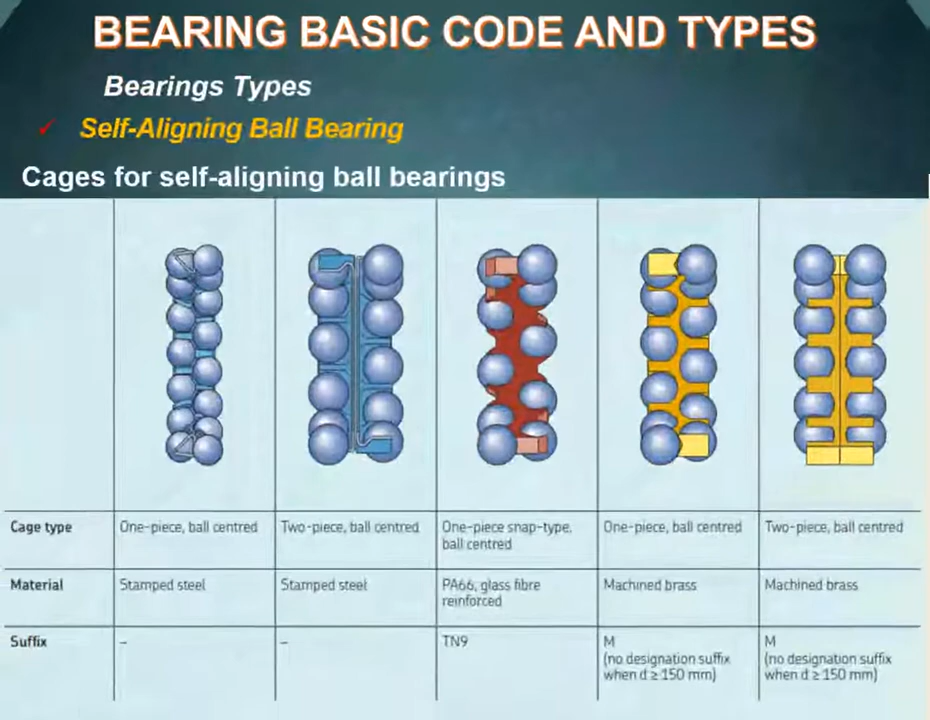 BEARING BASIC CODE AND TYPES
Bearings Types
✓ Self-Aligning Ball Bearing
Cages for self-aligning ball bearings
Cage type
One-piece, ball centred
Two-piece, ball centred
One-piece snap-type,
ball centred
One-piece, ball centred
Two-piece, ball centred
Material
Stamped steel
Stamped steel
PA66, glass fibre
reinforced
Machined brass
Machined brass
Suffix
–
–
TN9
M
(no designation suffix
when d ≥ 150 mm)
M
(no designation suffix
when d ≥ 150 mm)